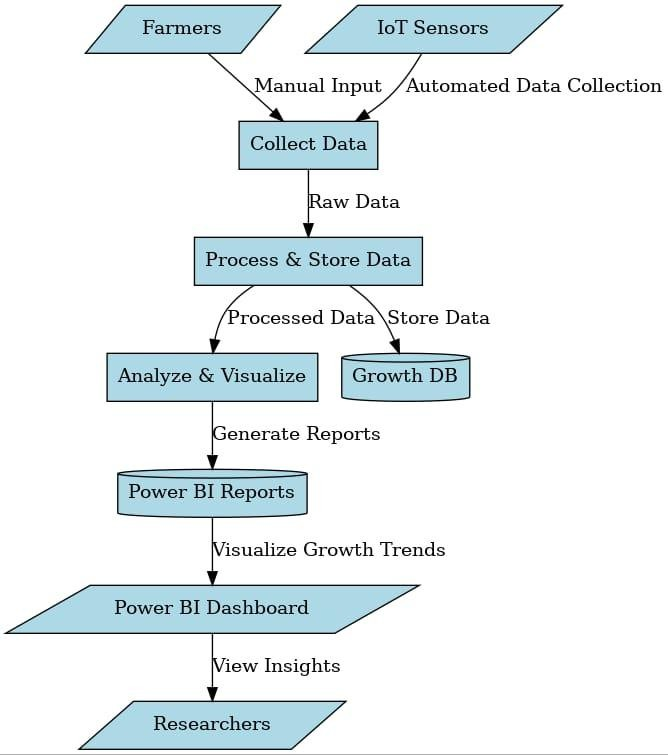 Farmers
IoT Sensors
Manual Input
Automated Data Collection
Collect Data
Raw Data
Process & Store Data
Processed Data
Store Data
Analyze & Visualize
Growth DB
Generate Reports
Power BI Reports
Visualize Growth Trends
Power BI Dashboard
View Insights
Researchers